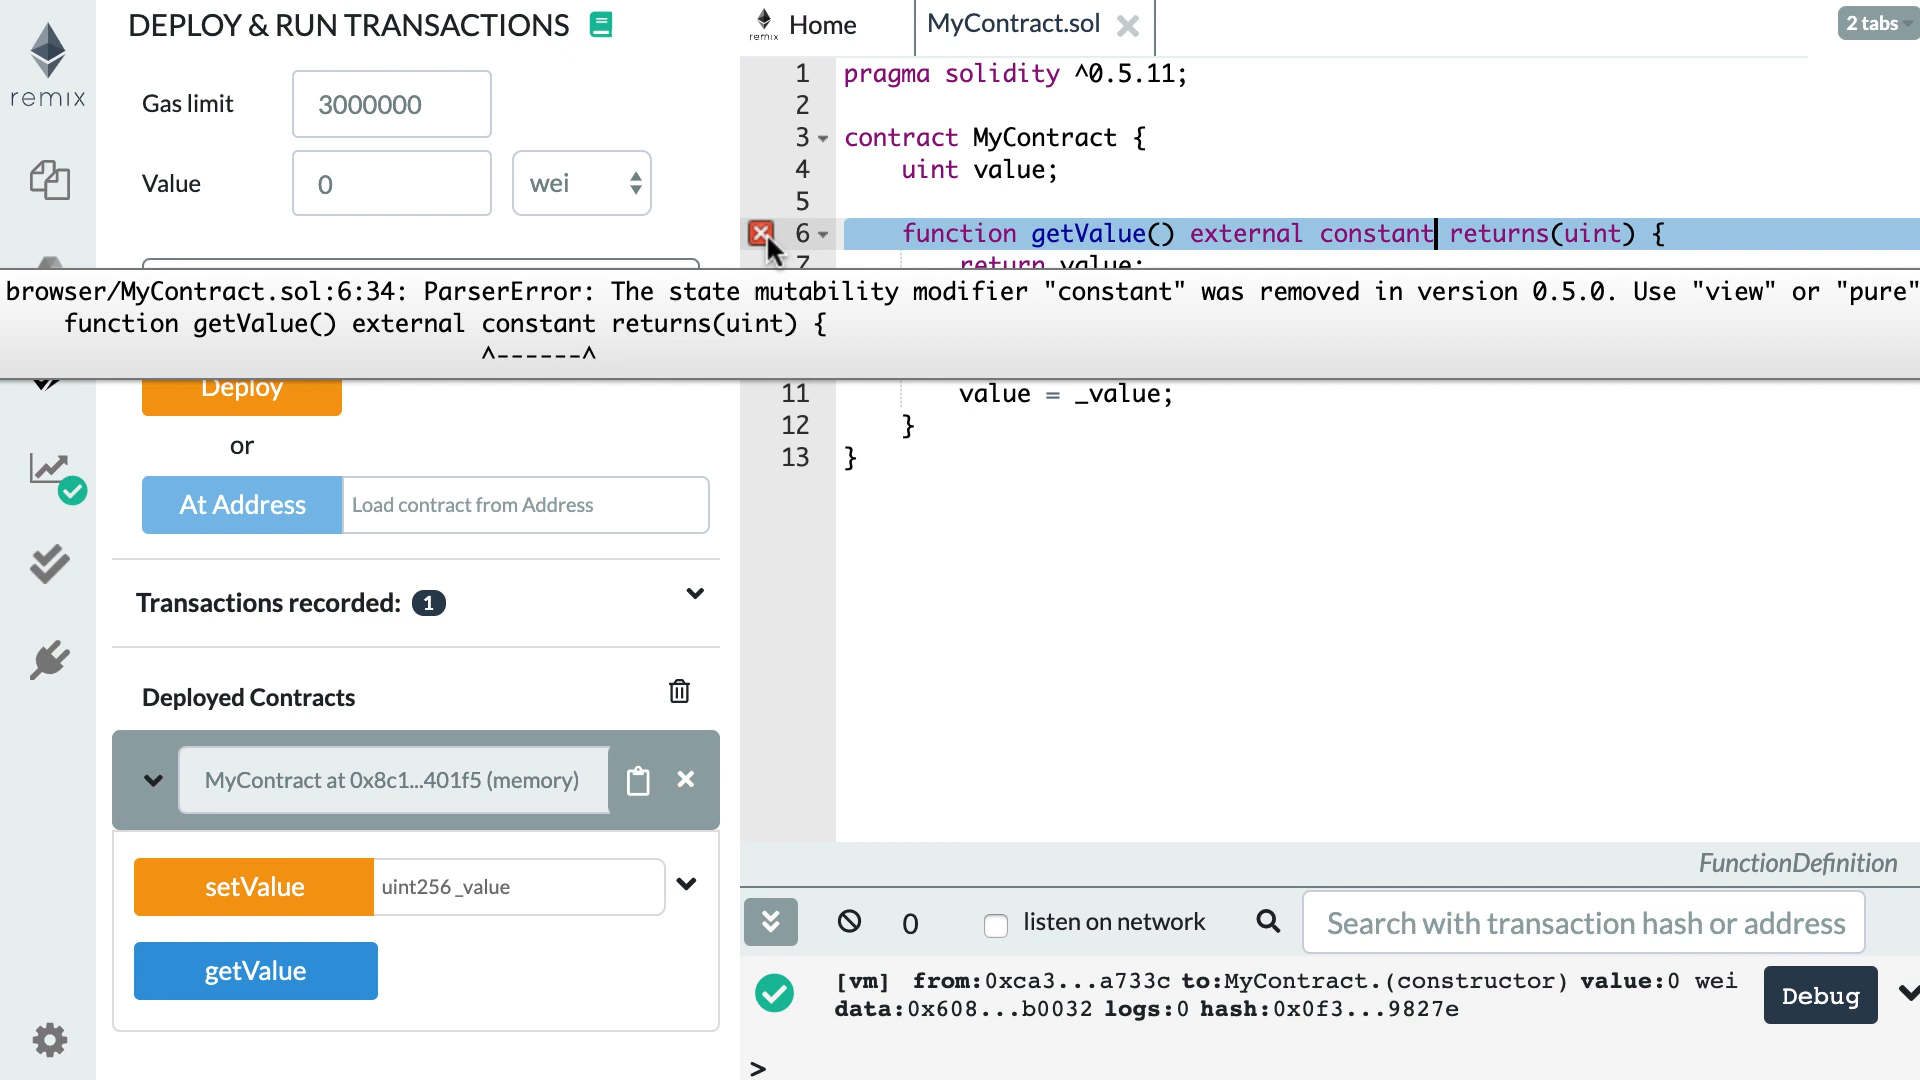 DEPLOY & RUN TRANSACTIONS
remix
Gas limit
3000000
Value
0
wei
remix
Home
MyContract.sol
2 tabs
1 pragma solidity ^0.5.11;
2
3 contract MyContract {
4 uint value;
5
6 function getValue() external constant returns(uint) {
7 return value;
browser/MyContract.sol:6:34: ParserError: The state mutability modifier "constant" was removed in version 0.5.0. Use "view" or "pure"
function getValue() external constant returns(uint) {
^------^
11 value = _value;
12 }
13 }
Deploy
or
At Address
Load contract from Address
Transactions recorded: 1
Deployed Contracts
MyContract at 0x8c1...401f5 (memory)
setValue
uint256 _value
getValue
FunctionDefinition
0
listen on network
Search with transaction hash or address
[vm] from:0xca3...a733c to:MyContract.(constructor) value:0 wei
data:0x608...b0032 logs:0 hash:0x0f3...9827e
Debug
>